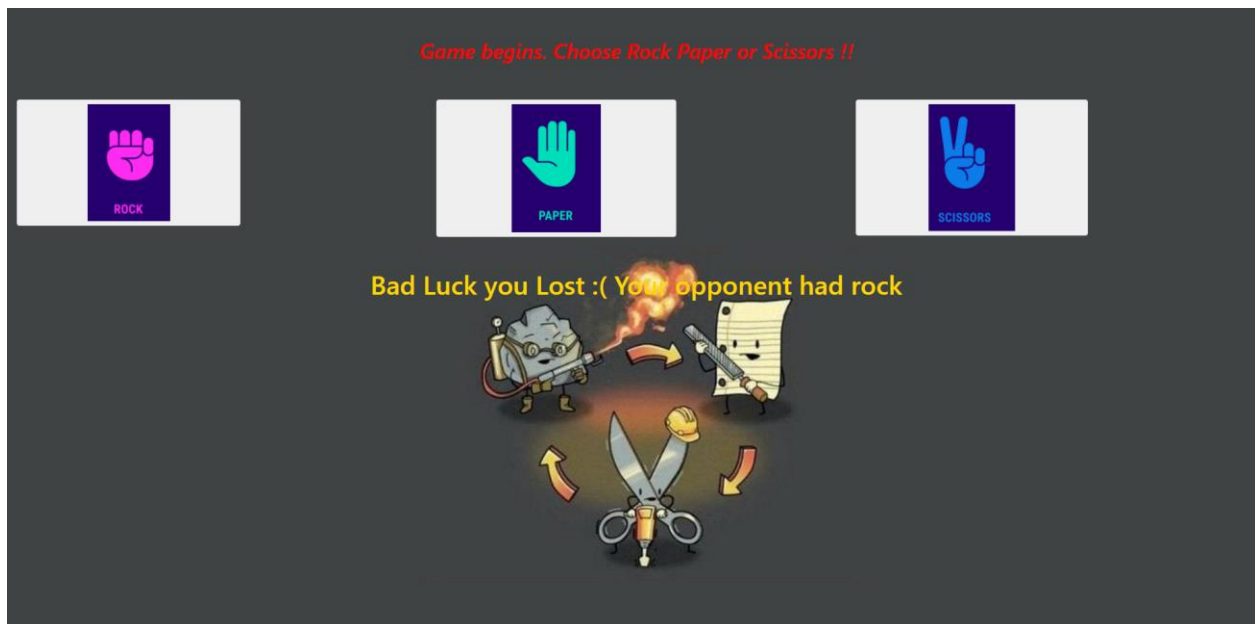 Game begins. Choose Rock Paper or Scissors !!
ROCK
PAPER
SCISSORS
Bad Luck you Lost :( Your opponent had rock